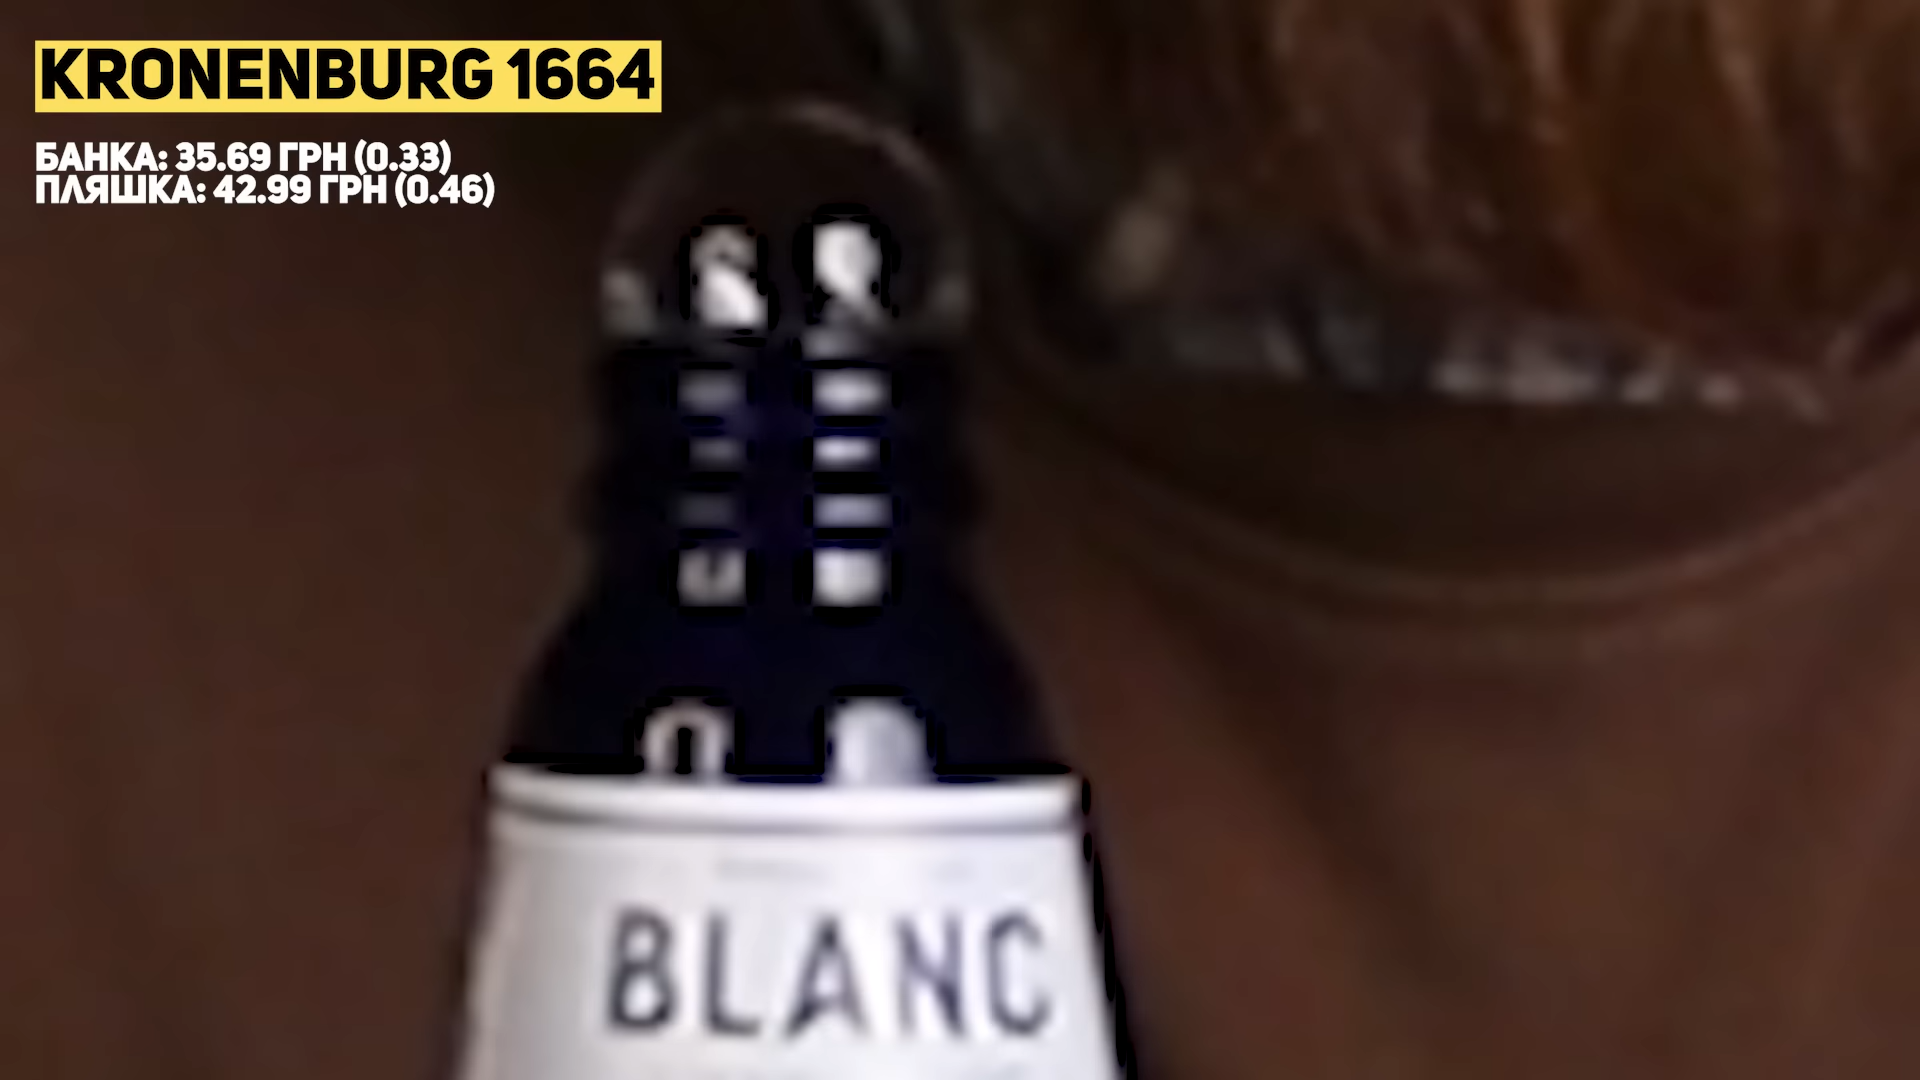 KRONENBURG 1664
БАНКА: 35.69 ГРН (0.33)
ПЛЯШКА: 42.99 ГРН (0.46)
BLANC